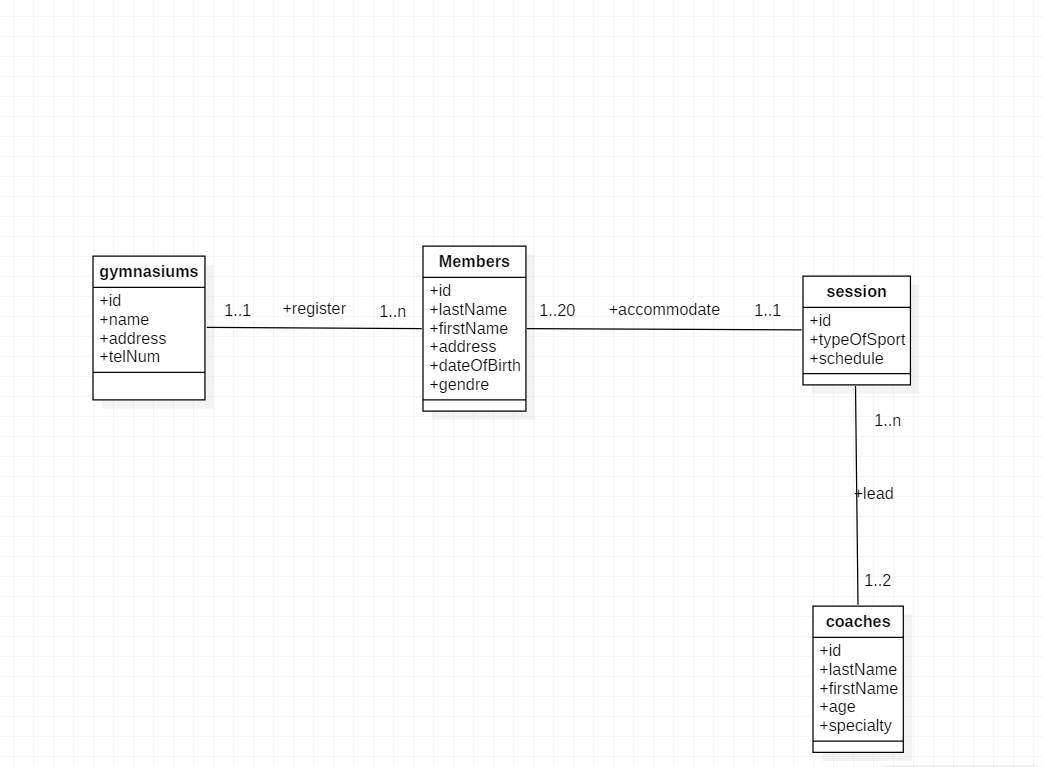 gymnasiums
+id
+name
+address
+telNum
1..1
+register
1..n
Members
+id
+lastName
+firstName
+address
+dateOfBirth
+gendre
1..20
+accommodate
1..1
session
+id
+typeOfSport
+schedule
1..n
+lead
1..2
coaches
+id
+lastName
+firstName
+age
+specialty